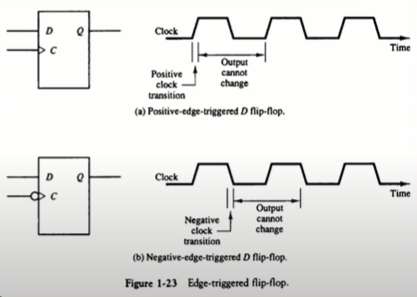 D Q
C
Clock
Time
Positive
clock
transition
Output
cannot
change
(a) Positive-edge-triggered D flip-flop.
D Q
C
Clock
Time
Negative
clock
transition
Output
cannot
change
(b) Negative-edge-triggered D flip-flop.
Figure 1-23 Edge-triggered flip-flop.